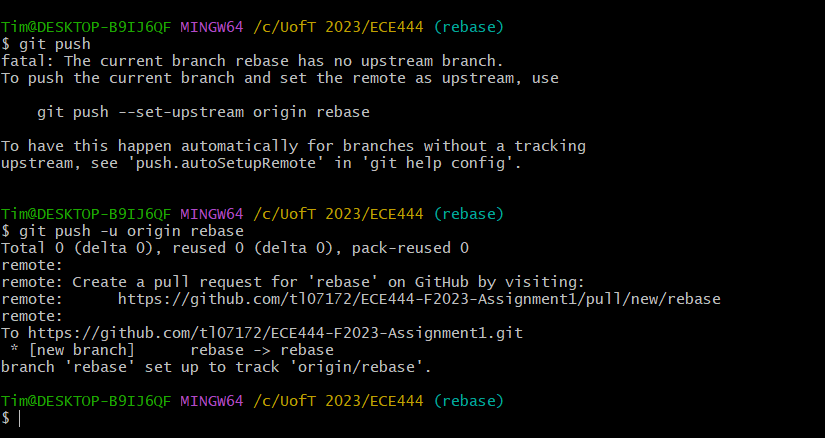 Tim@DESKTOP-B9IJ6QF MINGW64 /c/UofT 2023/ECE444 (rebase)
$ git push
fatal: The current branch rebase has no upstream branch.
To push the current branch and set the remote as upstream, use
    git push --set-upstream origin rebase
To have this happen automatically for branches without a tracking
upstream, see 'push.autoSetupRemote' in 'git help config'.
Tim@DESKTOP-B9IJ6QF MINGW64 /c/UofT 2023/ECE444 (rebase)
$ git push -u origin rebase
Total 0 (delta 0), reused 0 (delta 0), pack-reused 0
remote:
remote: Create a pull request for 'rebase' on GitHub by visiting:
remote:      https://github.com/tl07172/ECE444-F2023-Assignment1/pull/new/rebase
remote:
To https://github.com/tl07172/ECE444-F2023-Assignment1.git
 * [new branch]      rebase -> rebase
branch 'rebase' set up to track 'origin/rebase'.
Tim@DESKTOP-B9IJ6QF MINGW64 /c/UofT 2023/ECE444 (rebase)
$